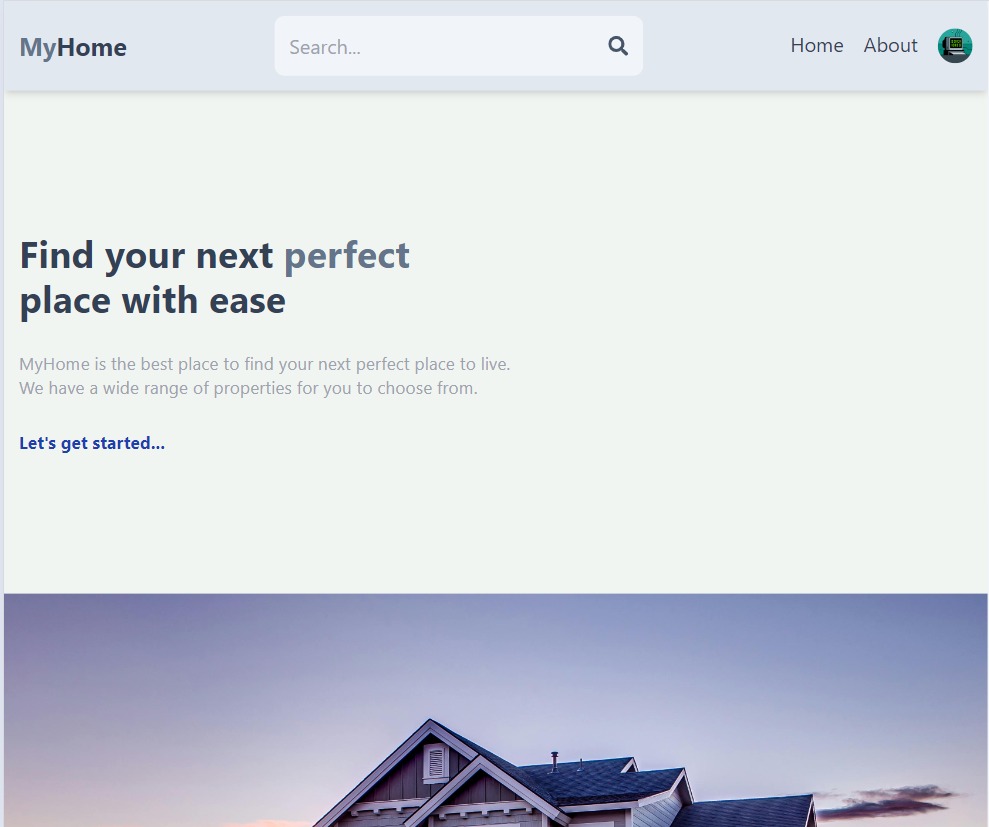 MyHome
Search...
Home
About
Find your next perfect
place with ease
MyHome is the best place to find your next perfect place to live.
We have a wide range of properties for you to choose from.
Let's get started...